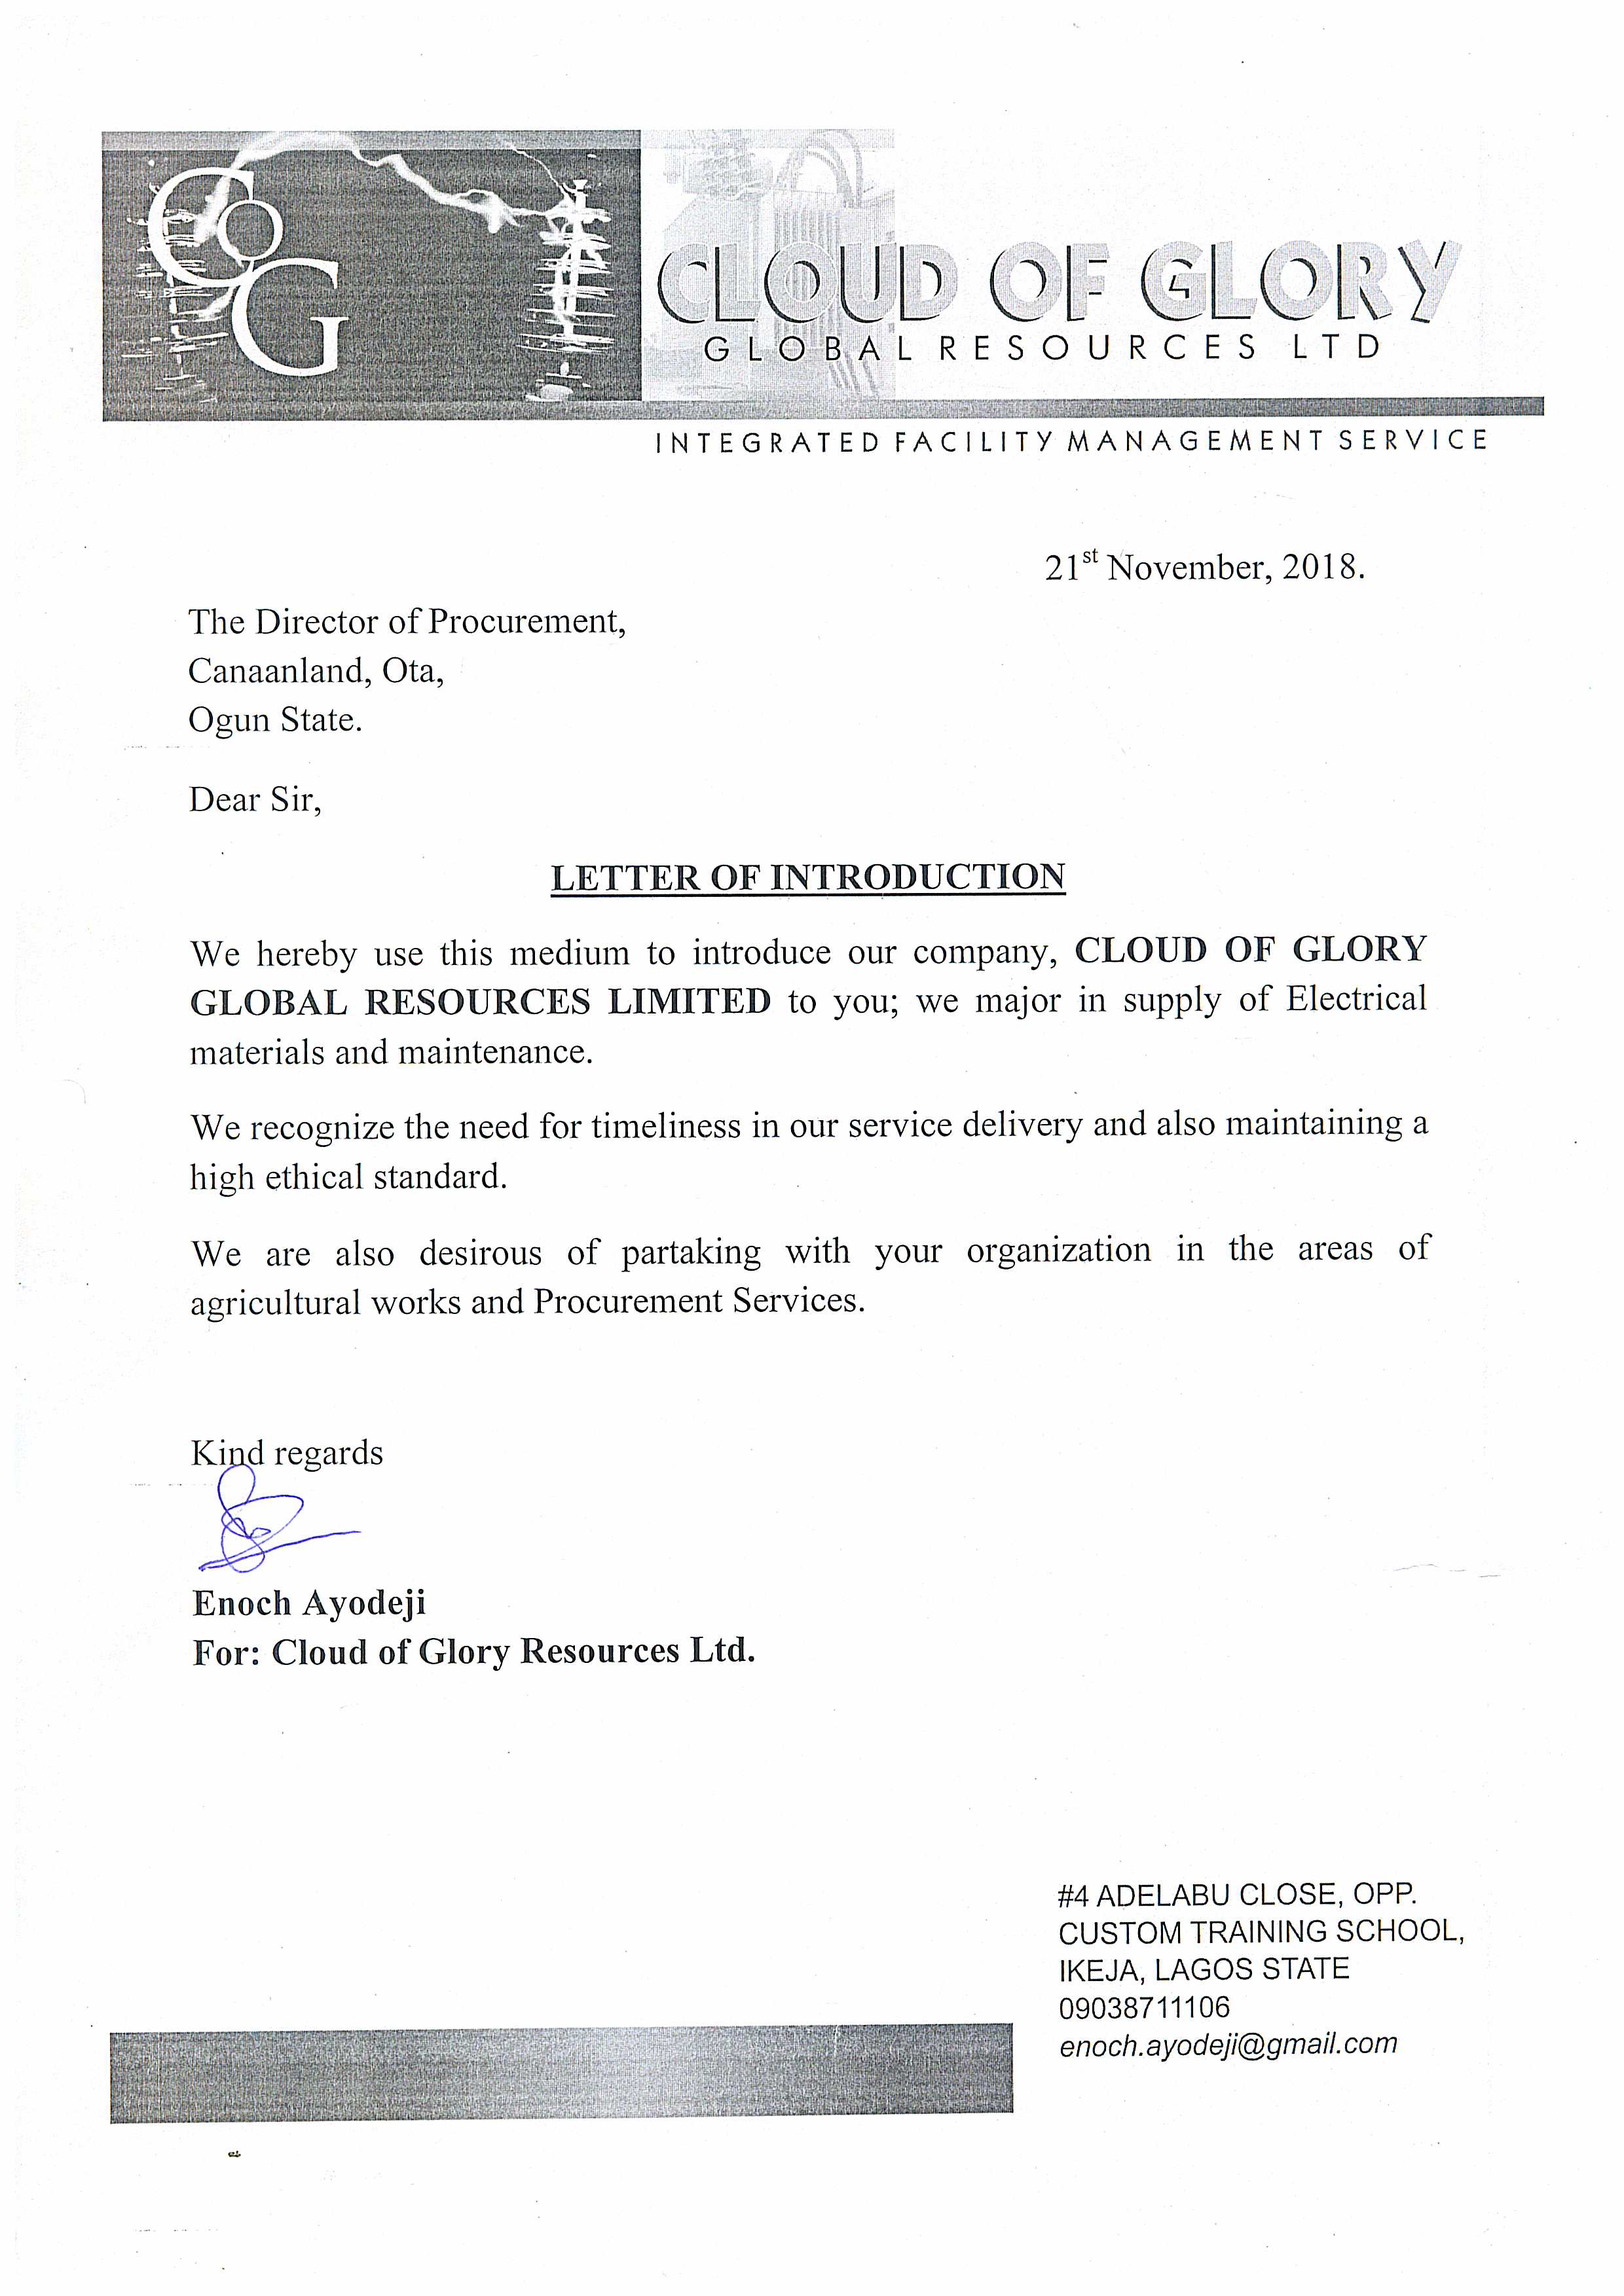 COG
CLOUD OF GLORY
GLOBAL RESOURCES LTD
INTEGRATED FACILITY MANAGEMENT SERVICE
21st November, 2018.
The Director of Procurement,
Canaanland, Ota,
Ogun State.
Dear Sir,
LETTER OF INTRODUCTION
We hereby use this medium to introduce our company, CLOUD OF GLORY
GLOBAL RESOURCES LIMITED to you; we major in supply of Electrical
materials and maintenance.
We recognize the need for timeliness in our service delivery and also maintaining a
high ethical standard.
We are also desirous of partaking with your organization in the areas of
agricultural works and Procurement Services.
Kind regards
Enoch Ayodeji
For: Cloud of Glory Resources Ltd.
#4 ADELABU CLOSE, OPP.
CUSTOM TRAINING SCHOOL,
IKEJA, LAGOS STATE
09038711106
enoch.ayodeji@gmail.com